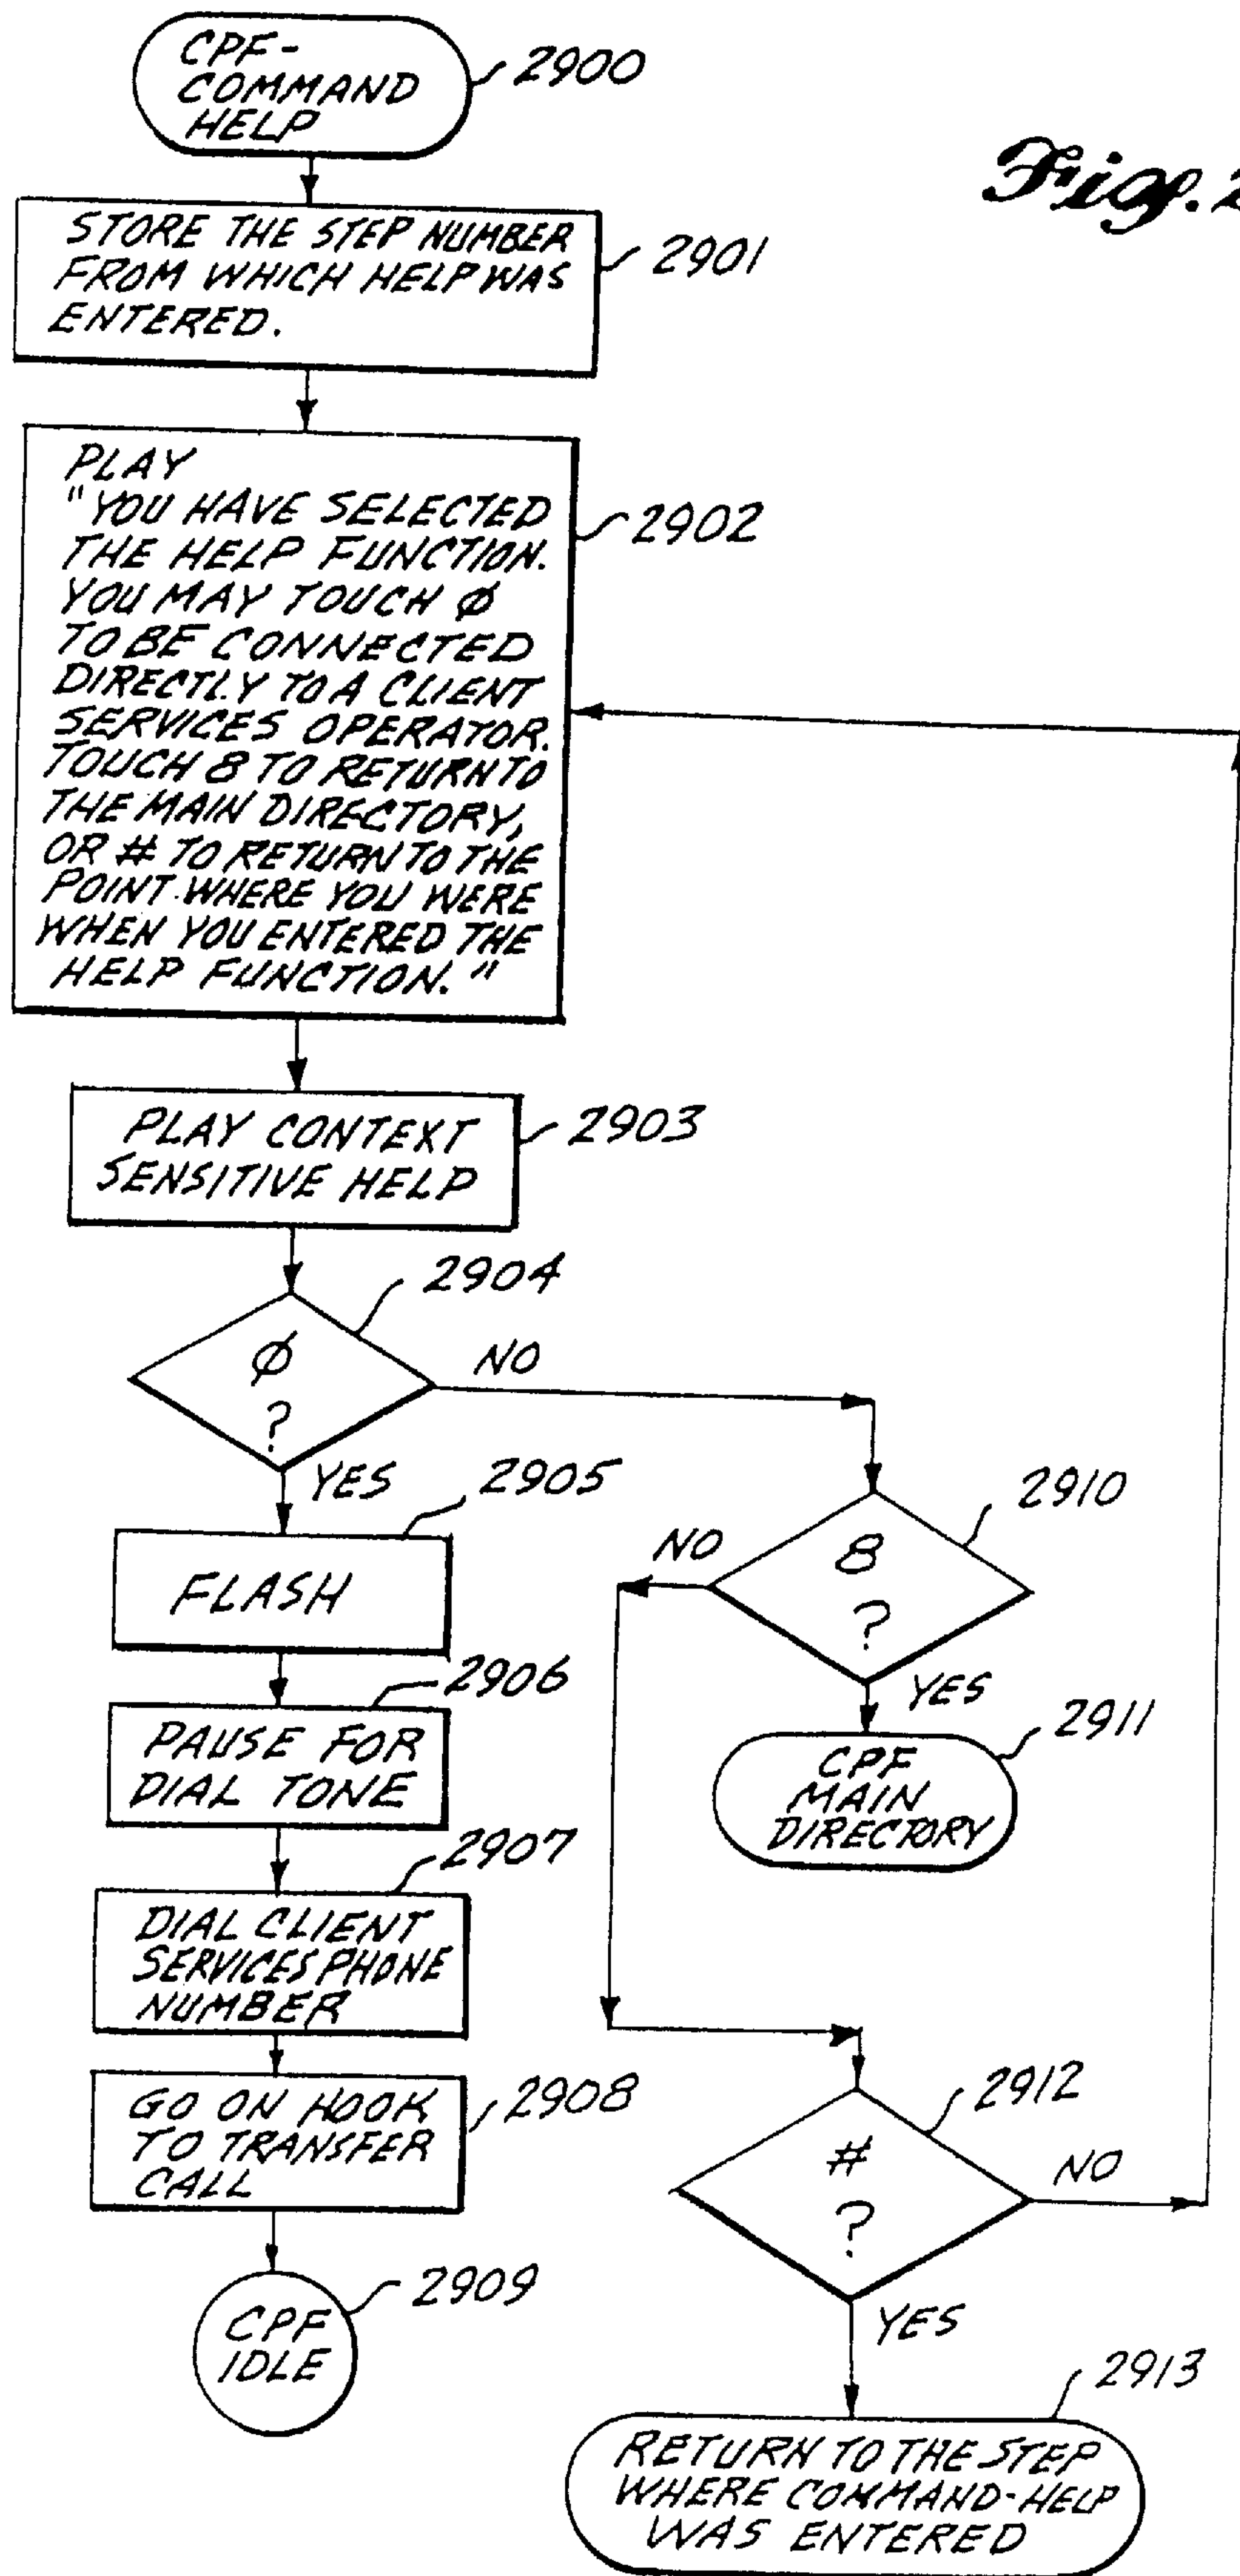 CPF-
COMMAND
HELP
2900
Fig. 2
STORE THE STEP NUMBER
FROM WHICH HELP WAS
ENTERED.
2901
PLAY
"YOU HAVE SELECTED
THE HELP FUNCTION.
YOU MAY TOUCH Ø
TO BE CONNECTED
DIRECTLY TO A CLIENT
SERVICES OPERATOR.
TOUCH 8 TO RETURN TO
THE MAIN DIRECTORY,
OR # TO RETURN TO THE
POINT WHERE YOU WERE
WHEN YOU ENTERED THE
HELP FUNCTION."
2902
PLAY CONTEXT
SENSITIVE HELP
2903
2904
Ø
?
NO
YES
2905
FLASH
2906
PAUSE FOR
DIAL TONE
2907
DIAL CLIENT
SERVICES PHONE
NUMBER
GO ON HOOK
TO TRANSFER
CALL
2908
CPF
IDLE
2909
2910
8
?
NO
YES
2911
CPF
MAIN
DIRECTORY
2912
#
?
NO
YES
2913
RETURN TO THE STEP
WHERE COMMAND-HELP
WAS ENTERED